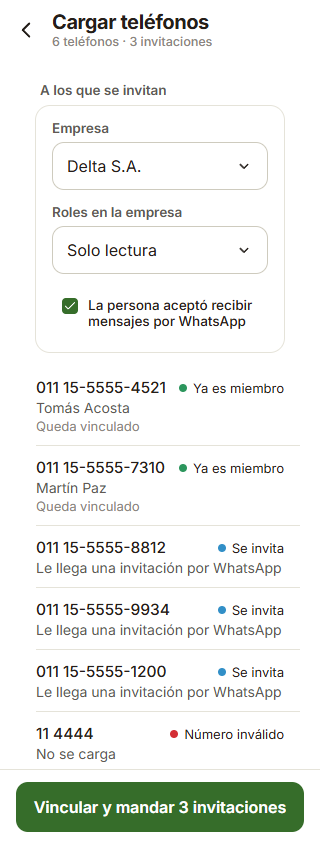 Cargar teléfonos
6 teléfonos · 3 invitaciones
A los que se invitan
Empresa
Delta S.A.
Roles en la empresa
Solo lectura
La persona aceptó recibir
mensajes por WhatsApp
011 15-5555-4521 Ya es miembro
Tomás Acosta
Queda vinculado
011 15-5555-7310 Ya es miembro
Martín Paz
Queda vinculado
011 15-5555-8812 Se invita
Le llega una invitación por WhatsApp
011 15-5555-9934 Se invita
Le llega una invitación por WhatsApp
011 15-5555-1200 Se invita
Le llega una invitación por WhatsApp
11 4444 Número inválido
No se carga
Vincular y mandar 3 invitaciones